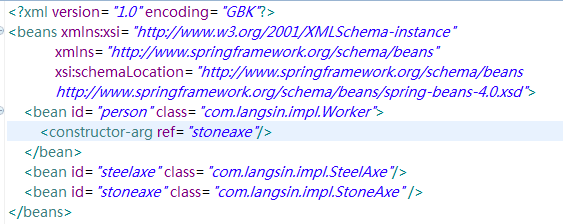 <?xml version="1.0" encoding="GBK"?>
<beans xmlns:xsi="http://www.w3.org/2001/XMLSchema-instance"
xmlns="http://www.springframework.org/schema/beans"
xsi:schemaLocation="http://www.springframework.org/schema/beans
http://www.springframework.org/schema/beans/spring-beans-4.0.xsd">
<bean id="person" class="com.langsin.impl.Worker">
<constructor-arg ref="stoneaxe"/>
</bean>
<bean id="steelaxe" class="com.langsin.impl.SteelAxe"/>
<bean id="stoneaxe" class="com.langsin.impl.StoneAxe" />
</beans>